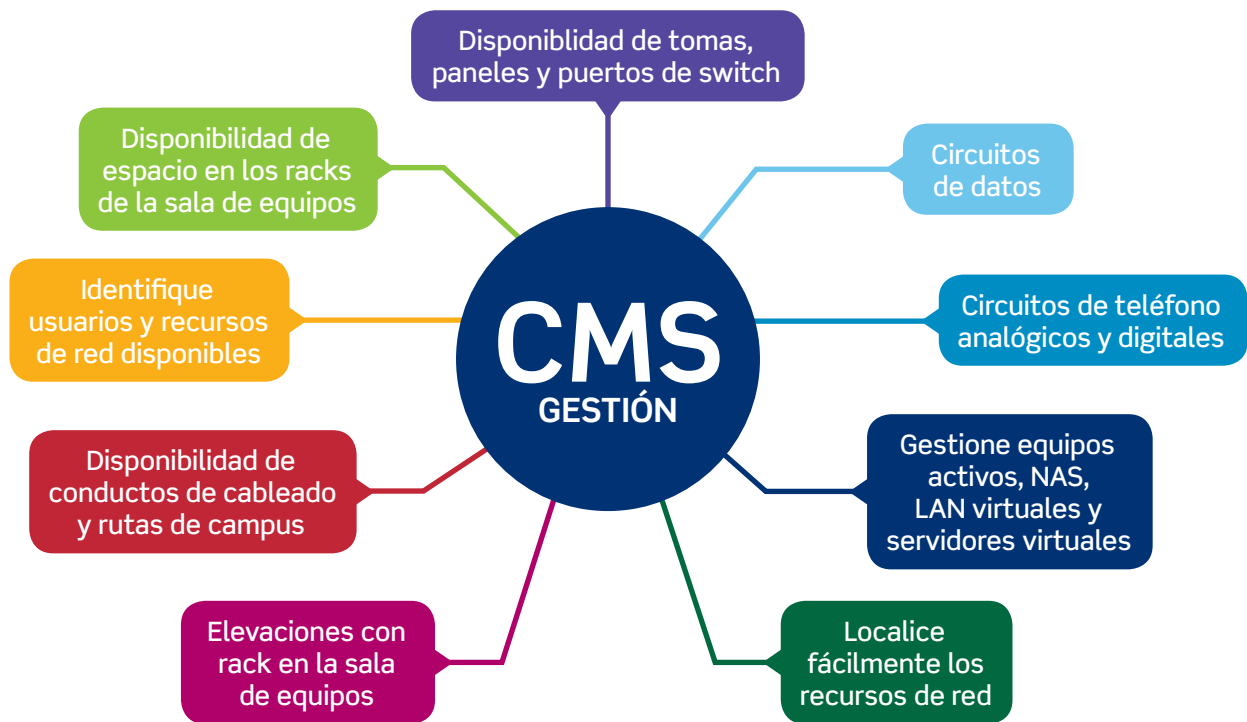 Disponiblidad de tomas,
paneles y puertos de switch
Disponibilidad de
espacio en los racks
de la sala de equipos
Circuitos
de datos
Identifique
usuarios y recursos
de red disponibles
CMS
GESTIÓN
Circuitos de teléfono
analógicos y digitales
Disponibilidad de
conductos de cableado
y rutas de campus
Gestione equipos
activos, NAS,
LAN virtuales y
servidores virtuales
Elevaciones con
rack en la sala
de equipos
Localice
fácilmente los
recursos de red